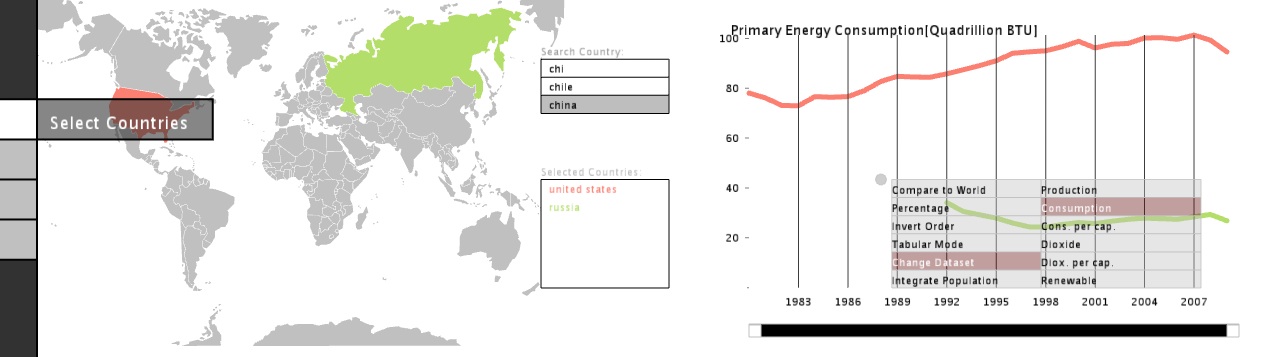 Select Countries
Search Country:
chi
chile
china
Selected Countries:
united states
russia
Primary Energy Consumption[Quadrillion BTU]
100
80
60
40
20
Compare to World Production
Percentage Consumption
Invert Order Cons. per cap.
Tabular Mode Dioxide
Change Dataset Diox. per cap.
Integrate Population Renewable
1983 1986 1989 1992 1995 1998 2001 2004 2007